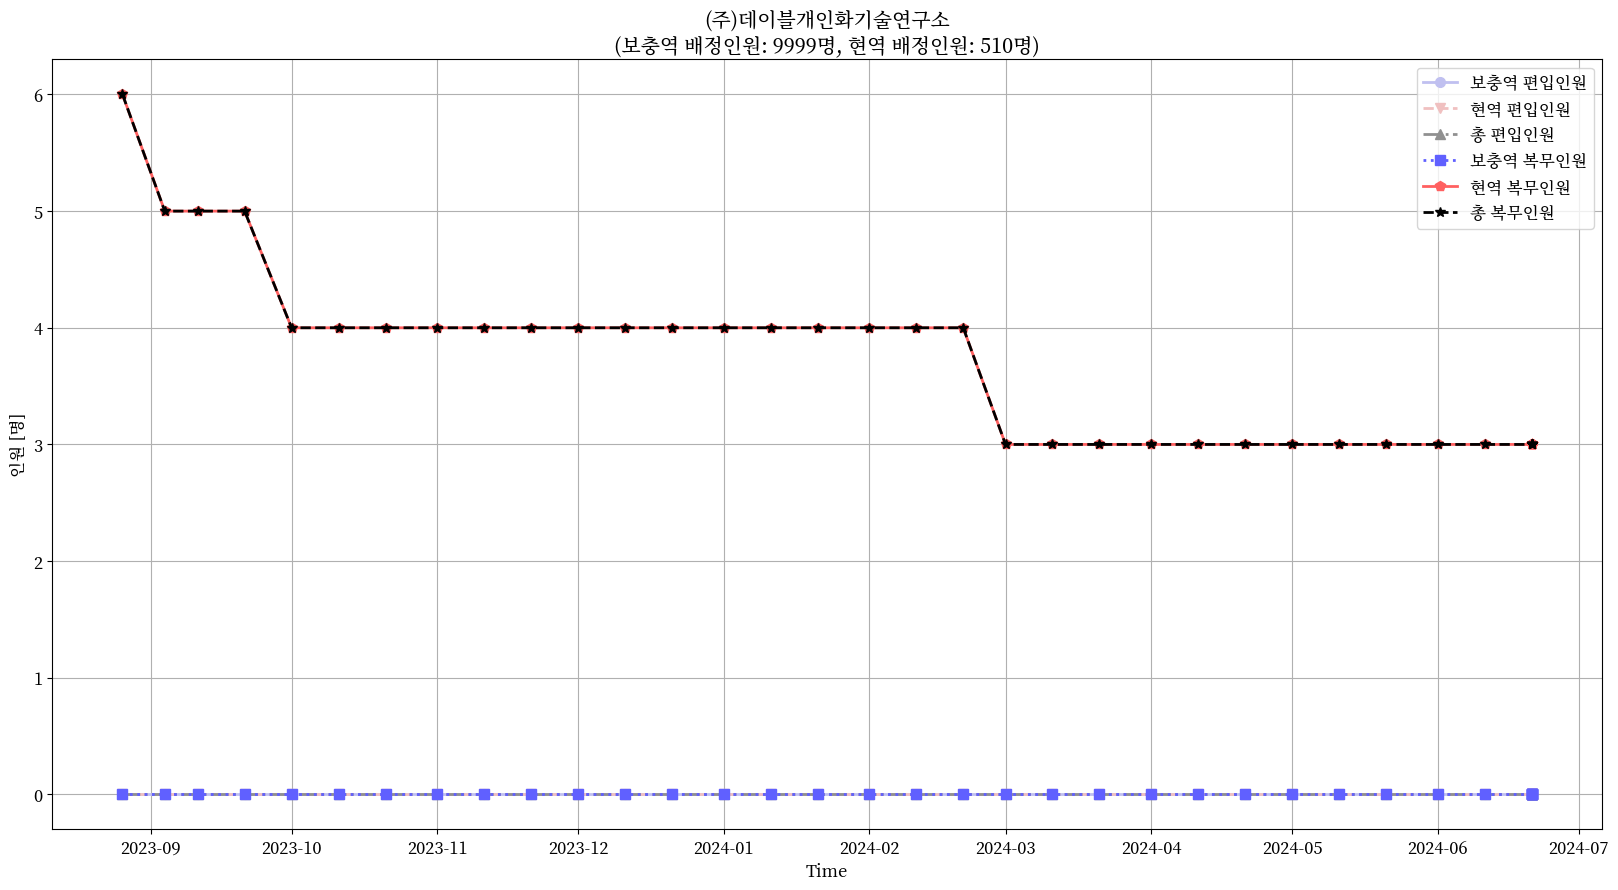 (주)데이블개인화기술연구소
(보충역 배정인원: 9999명, 현역 배정인원: 510명)
보충역 편입인원
현역 편입인원
총 편입인원
보충역 복무인원
현역 복무인원
총 복무인원
인원 [명]
6
5
4
3
2
1
0
2023-09
2023-10
2023-11
2023-12
2024-01
2024-02
2024-03
2024-04
2024-05
2024-06
2024-07
Time